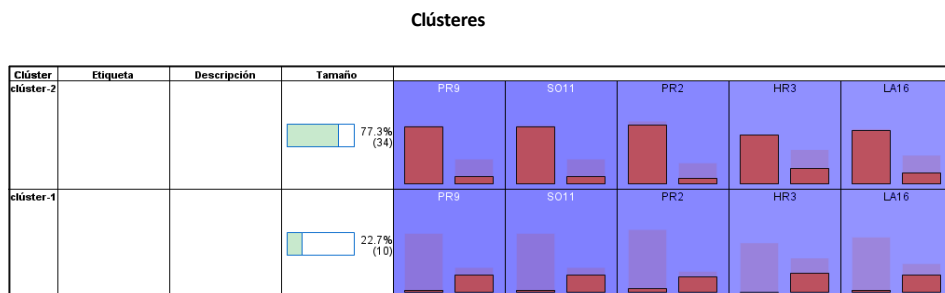 Clústeres
Clúster Etiqueta Descripción Tamaño
clúster-2 PR9 SO11 PR2 HR3 LA16
77.3%
(34)
clúster-1 PR9 SO11 PR2 HR3 LA16
22.7%
(10)